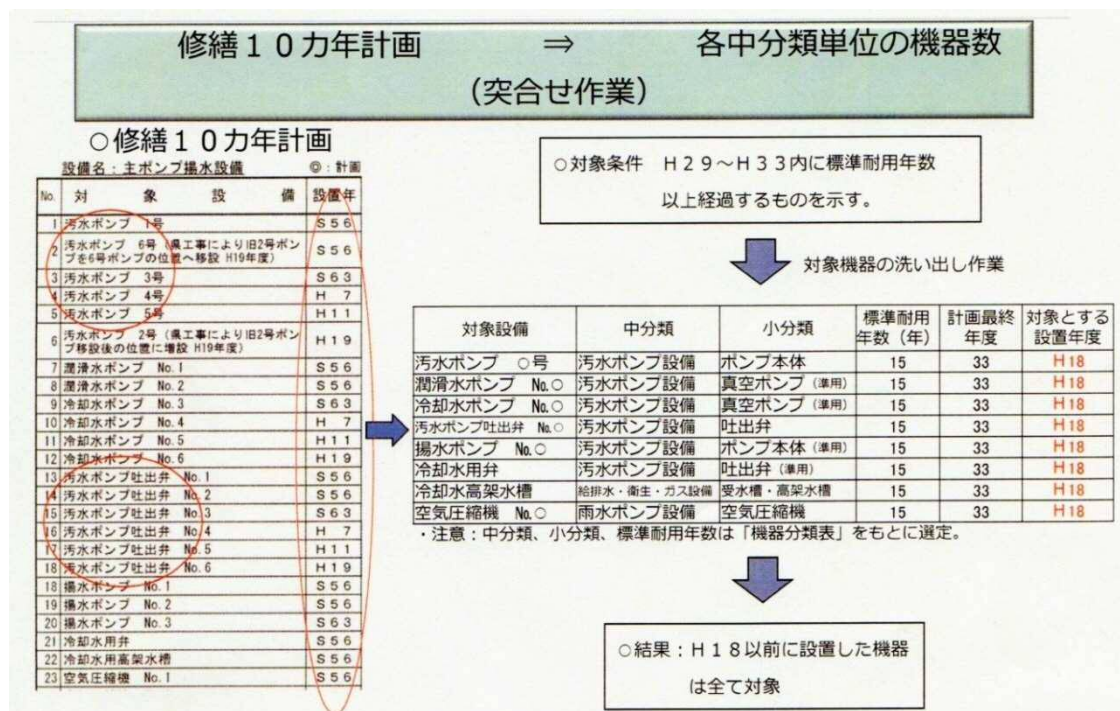 修繕１０カ年計画　⇒　各中分類単位の機器数
（突合せ作業）
○修繕１０カ年計画
設備名：主ポンプ揚水設備　◎：計画
No.　対　象　設　備　設置年
1　汚水ポンプ　1号　S56
2　汚水ポンプ　6号（県工事により旧2号ポン
プを6号ポンプの位置へ移設 H19年度）　S56
3　汚水ポンプ　3号　S63
4　汚水ポンプ　4号　H　7
5　汚水ポンプ　5号　H11
6　汚水ポンプ　2号（県工事により旧2号ポン
プ移設後の位置に増設 H19年度）　H19
7　潤滑水ポンプ　No.1　S56
8　潤滑水ポンプ　No.2　S56
9　冷却水ポンプ　No.3　S63
10　冷却水ポンプ　No.4　H　7
11　冷却水ポンプ　No.5　H11
12　冷却水ポンプ　No.6　H19
13　汚水ポンプ吐出弁　No.1　S56
14　汚水ポンプ吐出弁　No.2　S56
15　汚水ポンプ吐出弁　No.3　S63
16　汚水ポンプ吐出弁　No.4　H　7
17　汚水ポンプ吐出弁　No.5　H11
18　汚水ポンプ吐出弁　No.6　H19
18　揚水ポンプ　No.1　S56
19　揚水ポンプ　No.2　S56
20　揚水ポンプ　No.3　S63
21　冷却水用弁　S56
22　冷却水用高架水槽　S56
23　空気圧縮機　No.1　S56
○対象条件　H２９～H３３内に標準耐用年数
以上経過するものを示す。
対象機器の洗い出し作業
対象設備　中分類　小分類　標準耐用年数（年）　計画最終年度　対象とする設置年度
汚水ポンプ　○号　汚水ポンプ設備　ポンプ本体　15　33　H18
潤滑水ポンプ　No.○　汚水ポンプ設備　真空ポンプ（準用）　15　33　H18
冷却水ポンプ　No.○　汚水ポンプ設備　真空ポンプ（準用）　15　33　H18
汚水ポンプ吐出弁　No.○　汚水ポンプ設備　吐出弁　15　33　H18
揚水ポンプ　No.○　汚水ポンプ設備　ポンプ本体（準用）　15　33　H18
冷却水用弁　汚水ポンプ設備　吐出弁（準用）　15　33　H18
冷却水高架水槽　給排水・衛生・ガス設備　受水槽・高架水槽　15　33　H18
空気圧縮機　No.○　雨水ポンプ設備　空気圧縮機　15　33　H18
・注意：中分類、小分類、標準耐用年数は「機器分類表」をもとに選定。
○結果：H１８以前に設置した機器
は全て対象